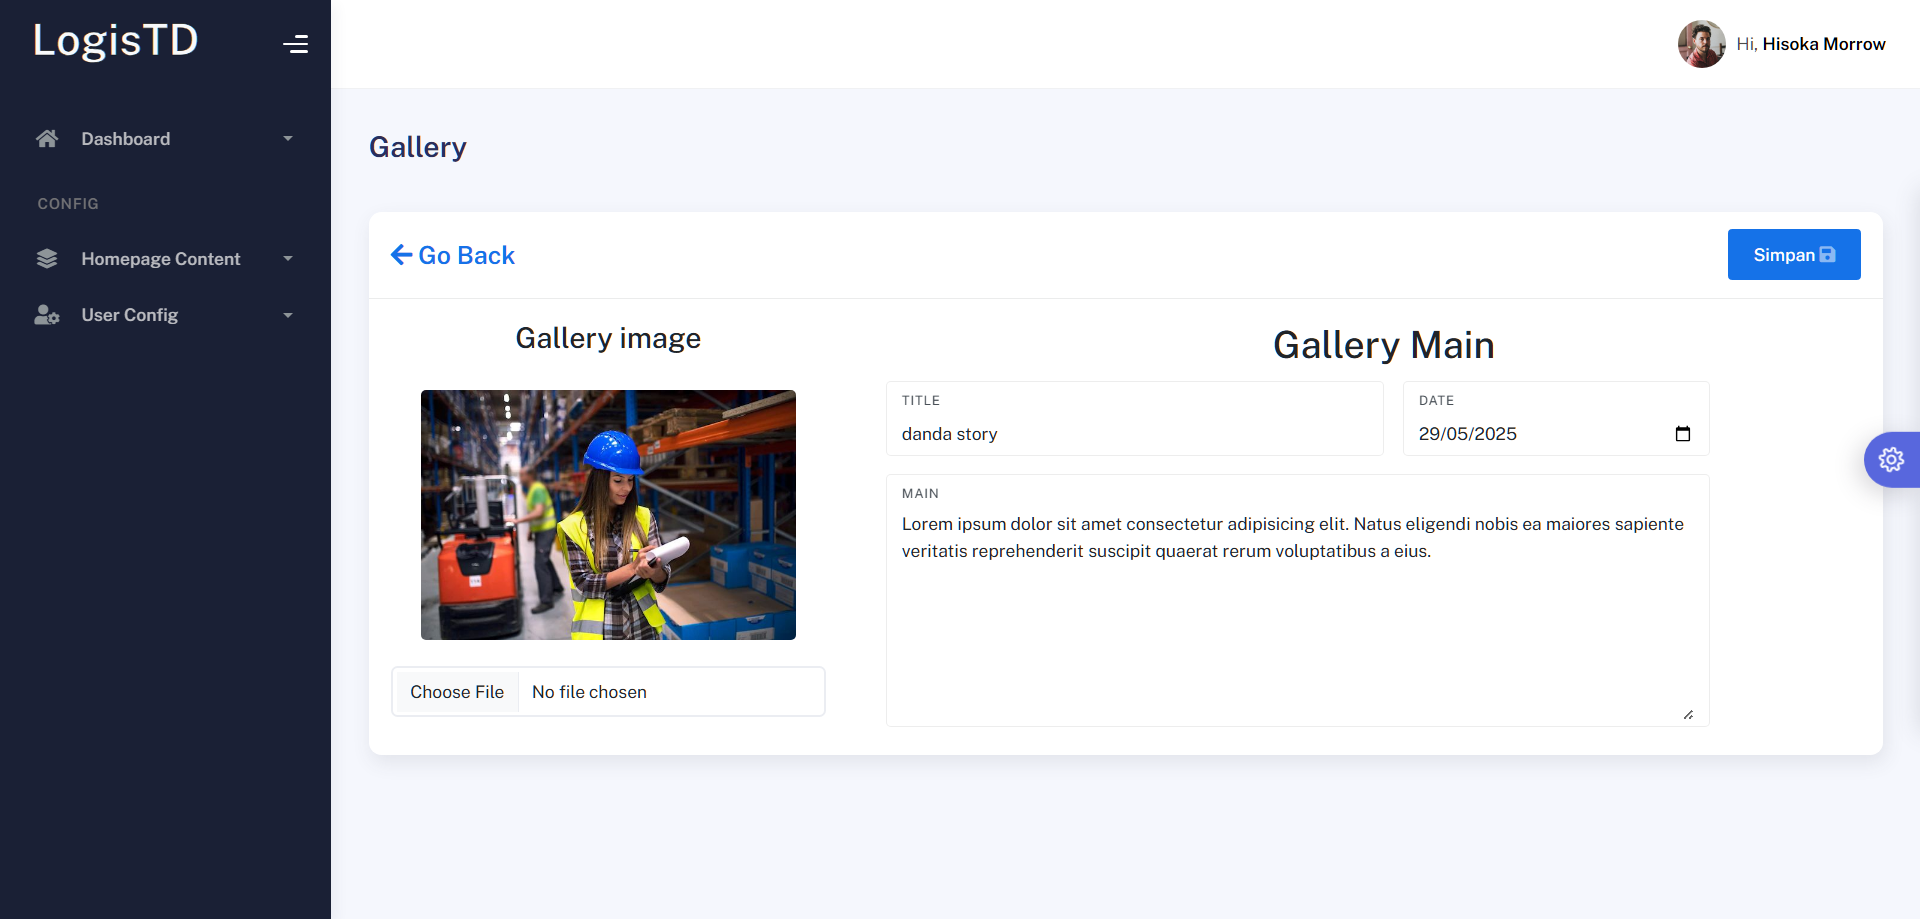 LogisTD
Hi, Hisoka Morrow
Dashboard
CONFIG
Homepage Content
User Config
Gallery
Go Back
Simpan
Gallery image
Choose File No file chosen
Gallery Main
TITLE
danda story
DATE
29/05/2025
MAIN
Lorem ipsum dolor sit amet consectetur adipisicing elit. Natus eligendi nobis ea maiores sapiente
veritatis reprehenderit suscipit quaerat rerum voluptatibus a eius.